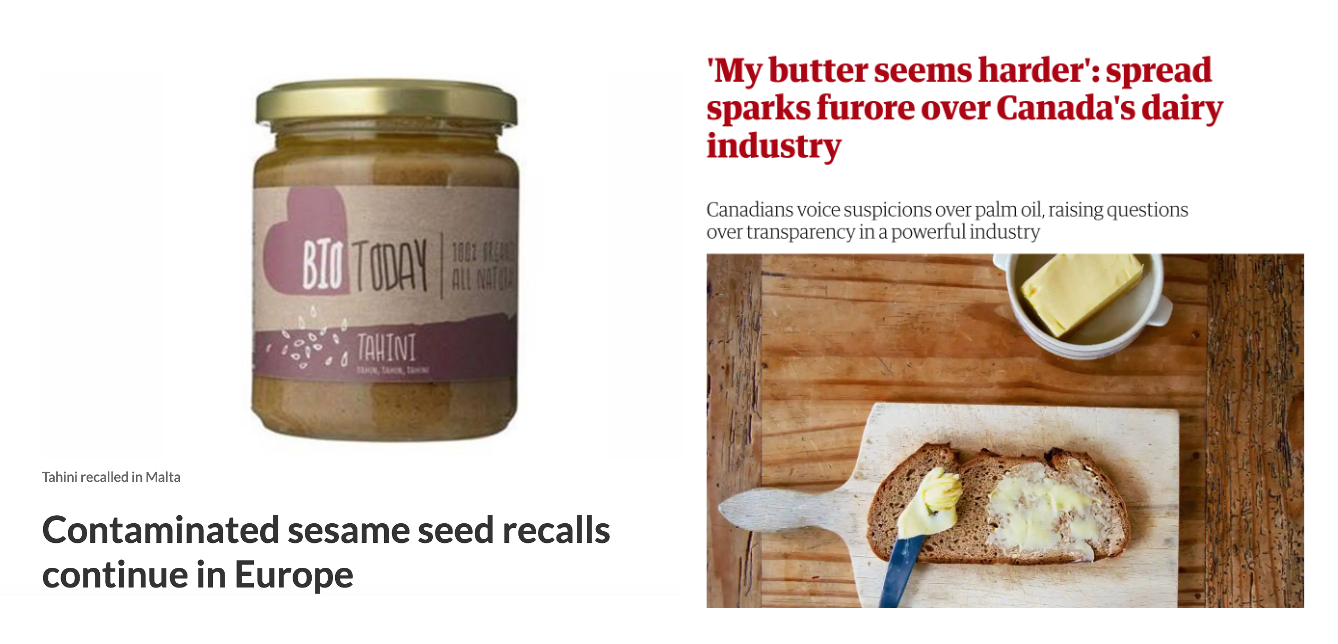 BIO TODAY
100% ORGANIC
ALL NATURAL
TAHINI
TAHIN, TAHIN, TAHINI
Tahini recalled in Malta
Contaminated sesame seed recalls
continue in Europe
'My butter seems harder': spread
sparks furore over Canada's dairy
industry
Canadians voice suspicions over palm oil, raising questions
over transparency in a powerful industry